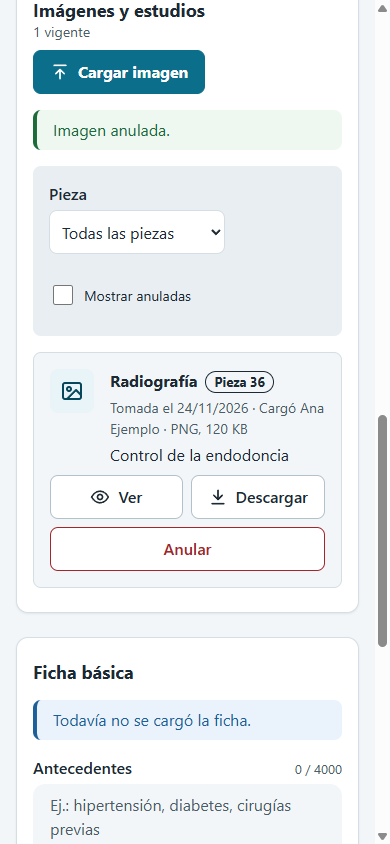 Imágenes y estudios
1 vigente
Cargar imagen
Imagen anulada.
Pieza
Todas las piezas
Mostrar anuladas
Radiografía Pieza 36
Tomada el 24/11/2026 · Cargó Ana
Ejemplo · PNG, 120 KB
Control de la endodoncia
Ver Descargar
Anular
Ficha básica
Todavía no se cargó la ficha.
Antecedentes 0 / 4000
Ej.: hipertensión, diabetes, cirugías
previas